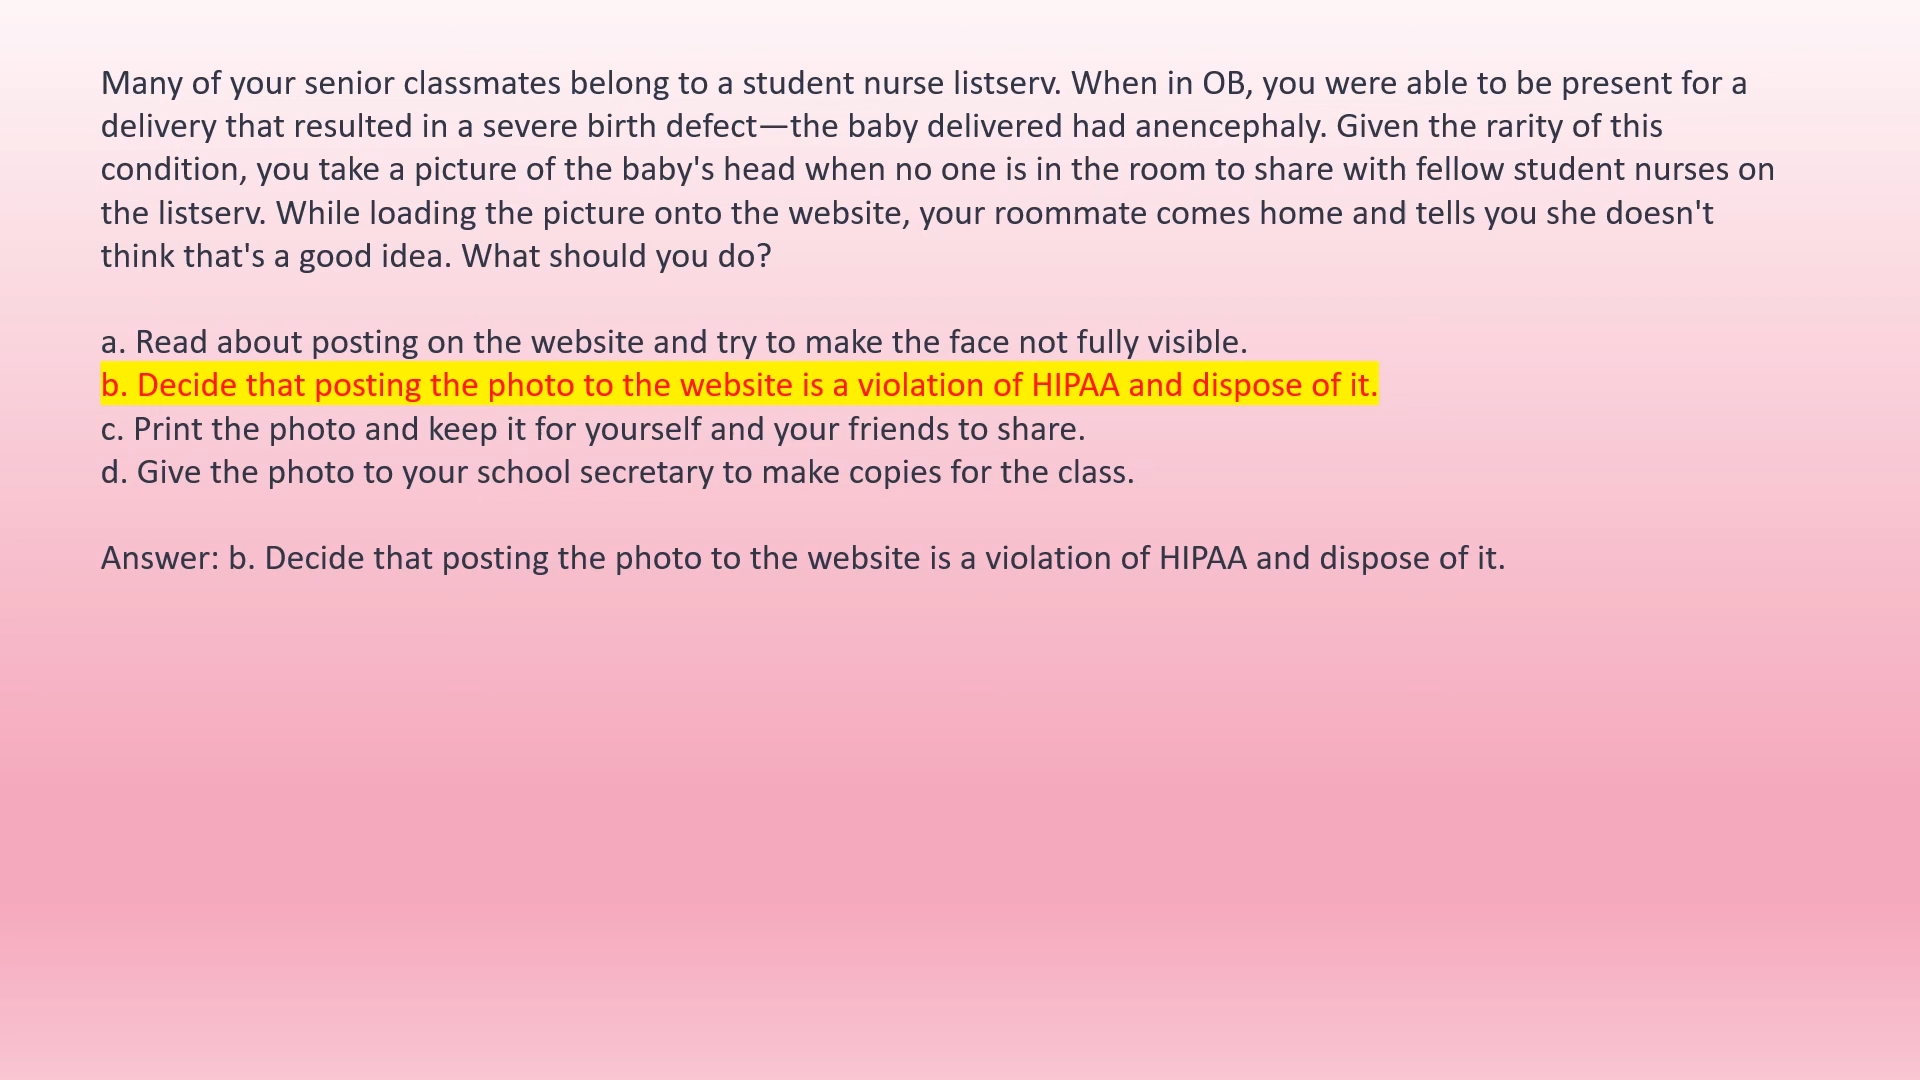 Many of your senior classmates belong to a student nurse listserv. When in OB, you were able to be present for a
delivery that resulted in a severe birth defect—the baby delivered had anencephaly. Given the rarity of this
condition, you take a picture of the baby's head when no one is in the room to share with fellow student nurses on
the listserv. While loading the picture onto the website, your roommate comes home and tells you she doesn't
think that's a good idea. What should you do?
a. Read about posting on the website and try to make the face not fully visible.
b. Decide that posting the photo to the website is a violation of HIPAA and dispose of it.
c. Print the photo and keep it for yourself and your friends to share.
d. Give the photo to your school secretary to make copies for the class.
Answer: b. Decide that posting the photo to the website is a violation of HIPAA and dispose of it.